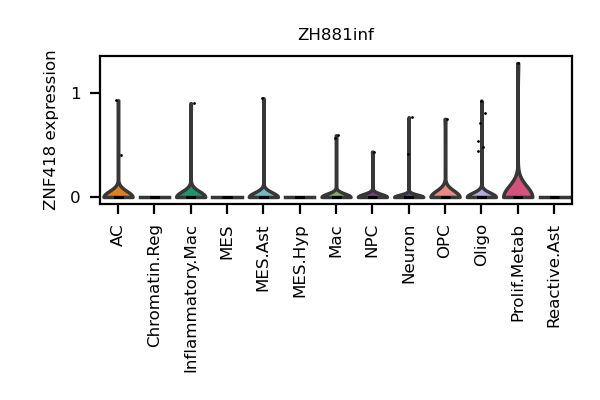 ZH881inf
ZNF418 expression
1
0
AC
Chromatin.Reg
Inflammatory.Mac
MES
MES.Ast
MES.Hyp
Mac
NPC
Neuron
OPC
Oligo
Prolif.Metab
Reactive.Ast